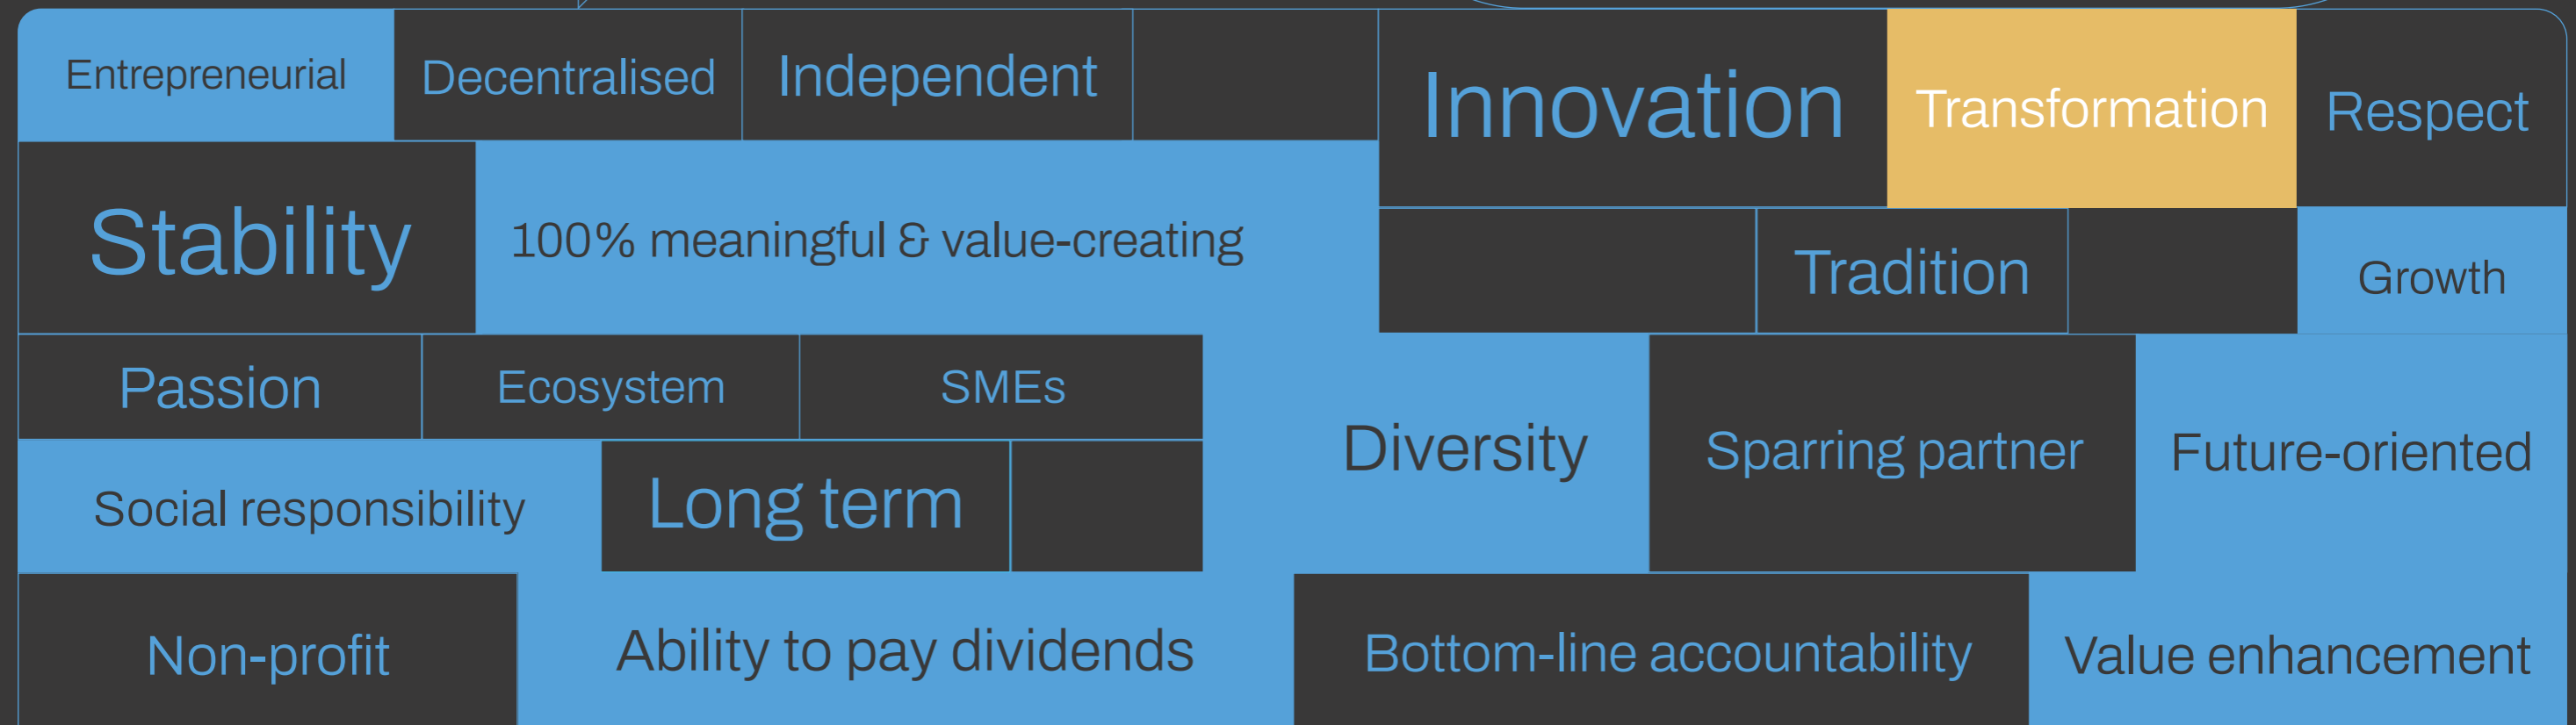 Entrepreneurial
Decentralised
Independent
Innovation
Transformation
Respect
Stability
100% meaningful & value-creating
Tradition
Growth
Passion
Ecosystem
SMEs
Diversity
Sparring partner
Future-oriented
Social responsibility
Long term
Non-profit
Ability to pay dividends
Bottom-line accountability
Value enhancement